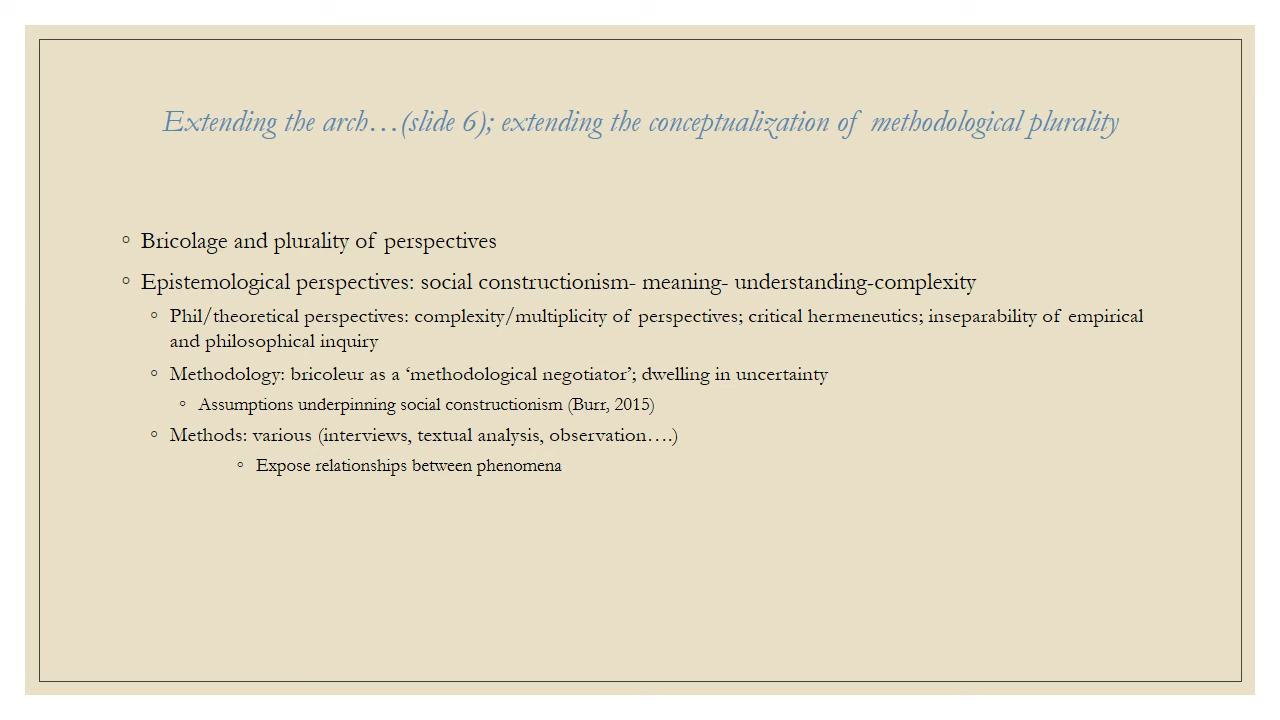 Extending the arch…(slide 6); extending the conceptualization of methodological plurality
◦ Bricolage and plurality of perspectives
◦ Epistemological perspectives: social constructionism- meaning- understanding-complexity
◦ Phil/theoretical perspectives: complexity/multiplicity of perspectives; critical hermeneutics; inseparability of empirical
and philosophical inquiry
◦ Methodology: bricoleur as a ‘methodological negotiator’; dwelling in uncertainty
◦ Assumptions underpinning social constructionism (Burr, 2015)
◦ Methods: various (interviews, textual analysis, observation….)
◦ Expose relationships between phenomena